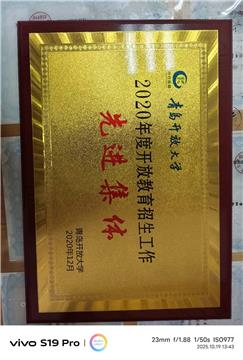 青岛开放大学
2020年度开放教育招生工作
先进集体
青岛开放大学
2020年12月
vivo S19 Pro
23mm f/1.88 1/50s ISO977
2025.10.19 13:43